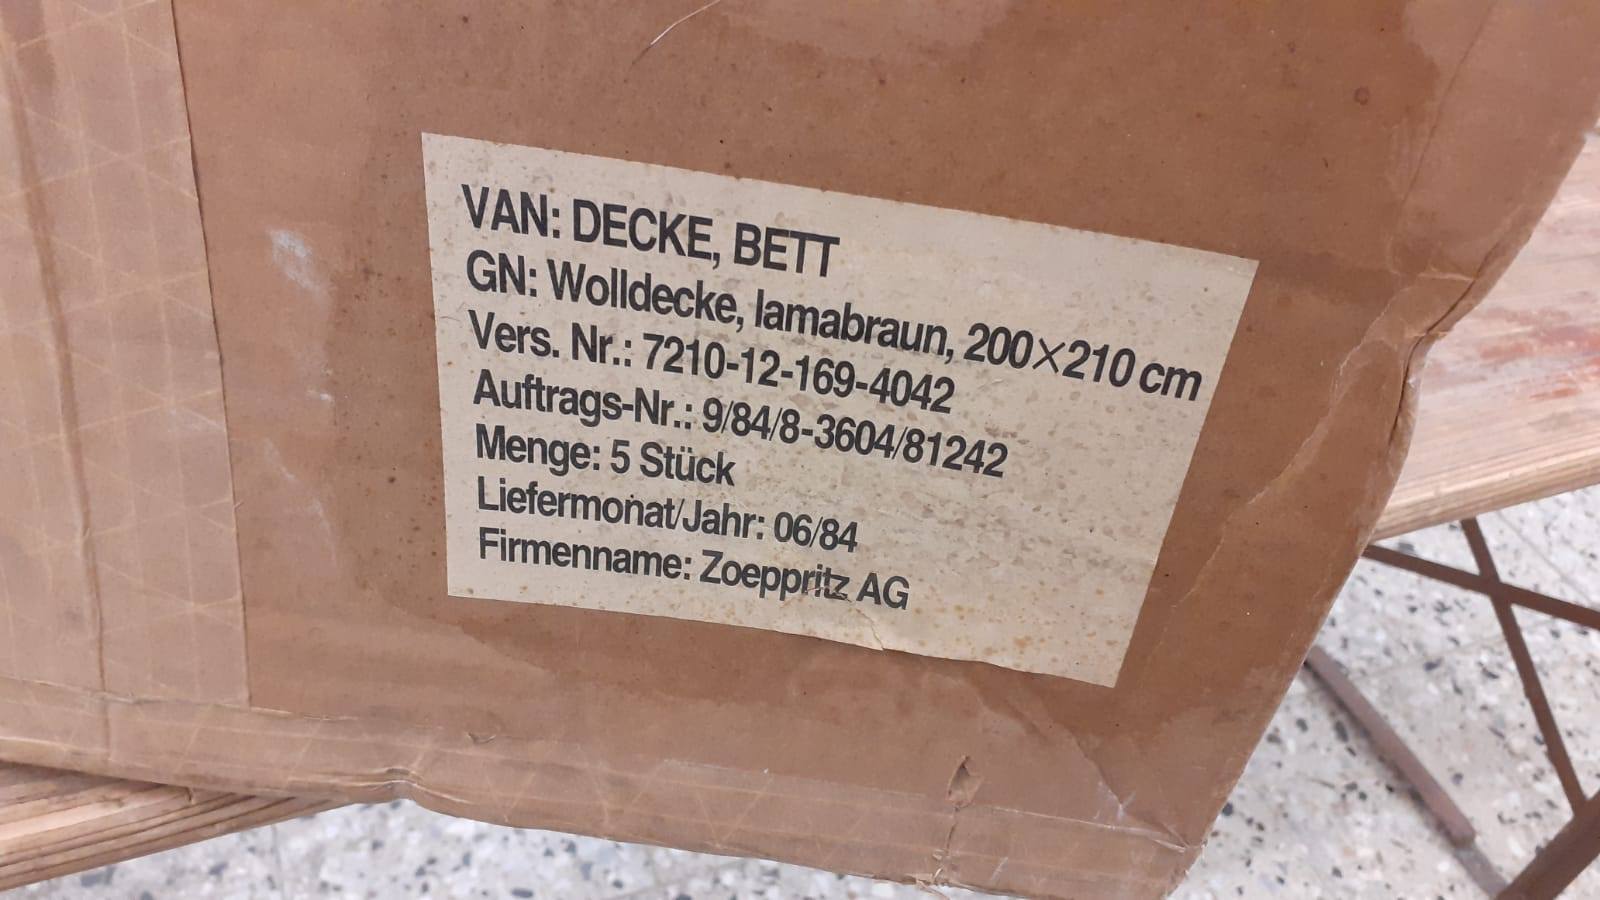 VAN: DECKE, BETT
GN: Wolldecke, lamabraun, 200×210 cm
Vers. Nr.: 7210-12-169-4042
Auftrags-Nr.: 9/84/8-3604/81242
Menge: 5 Stück
Liefermonat/Jahr: 06/84
Firmenname: Zoeppritz AG